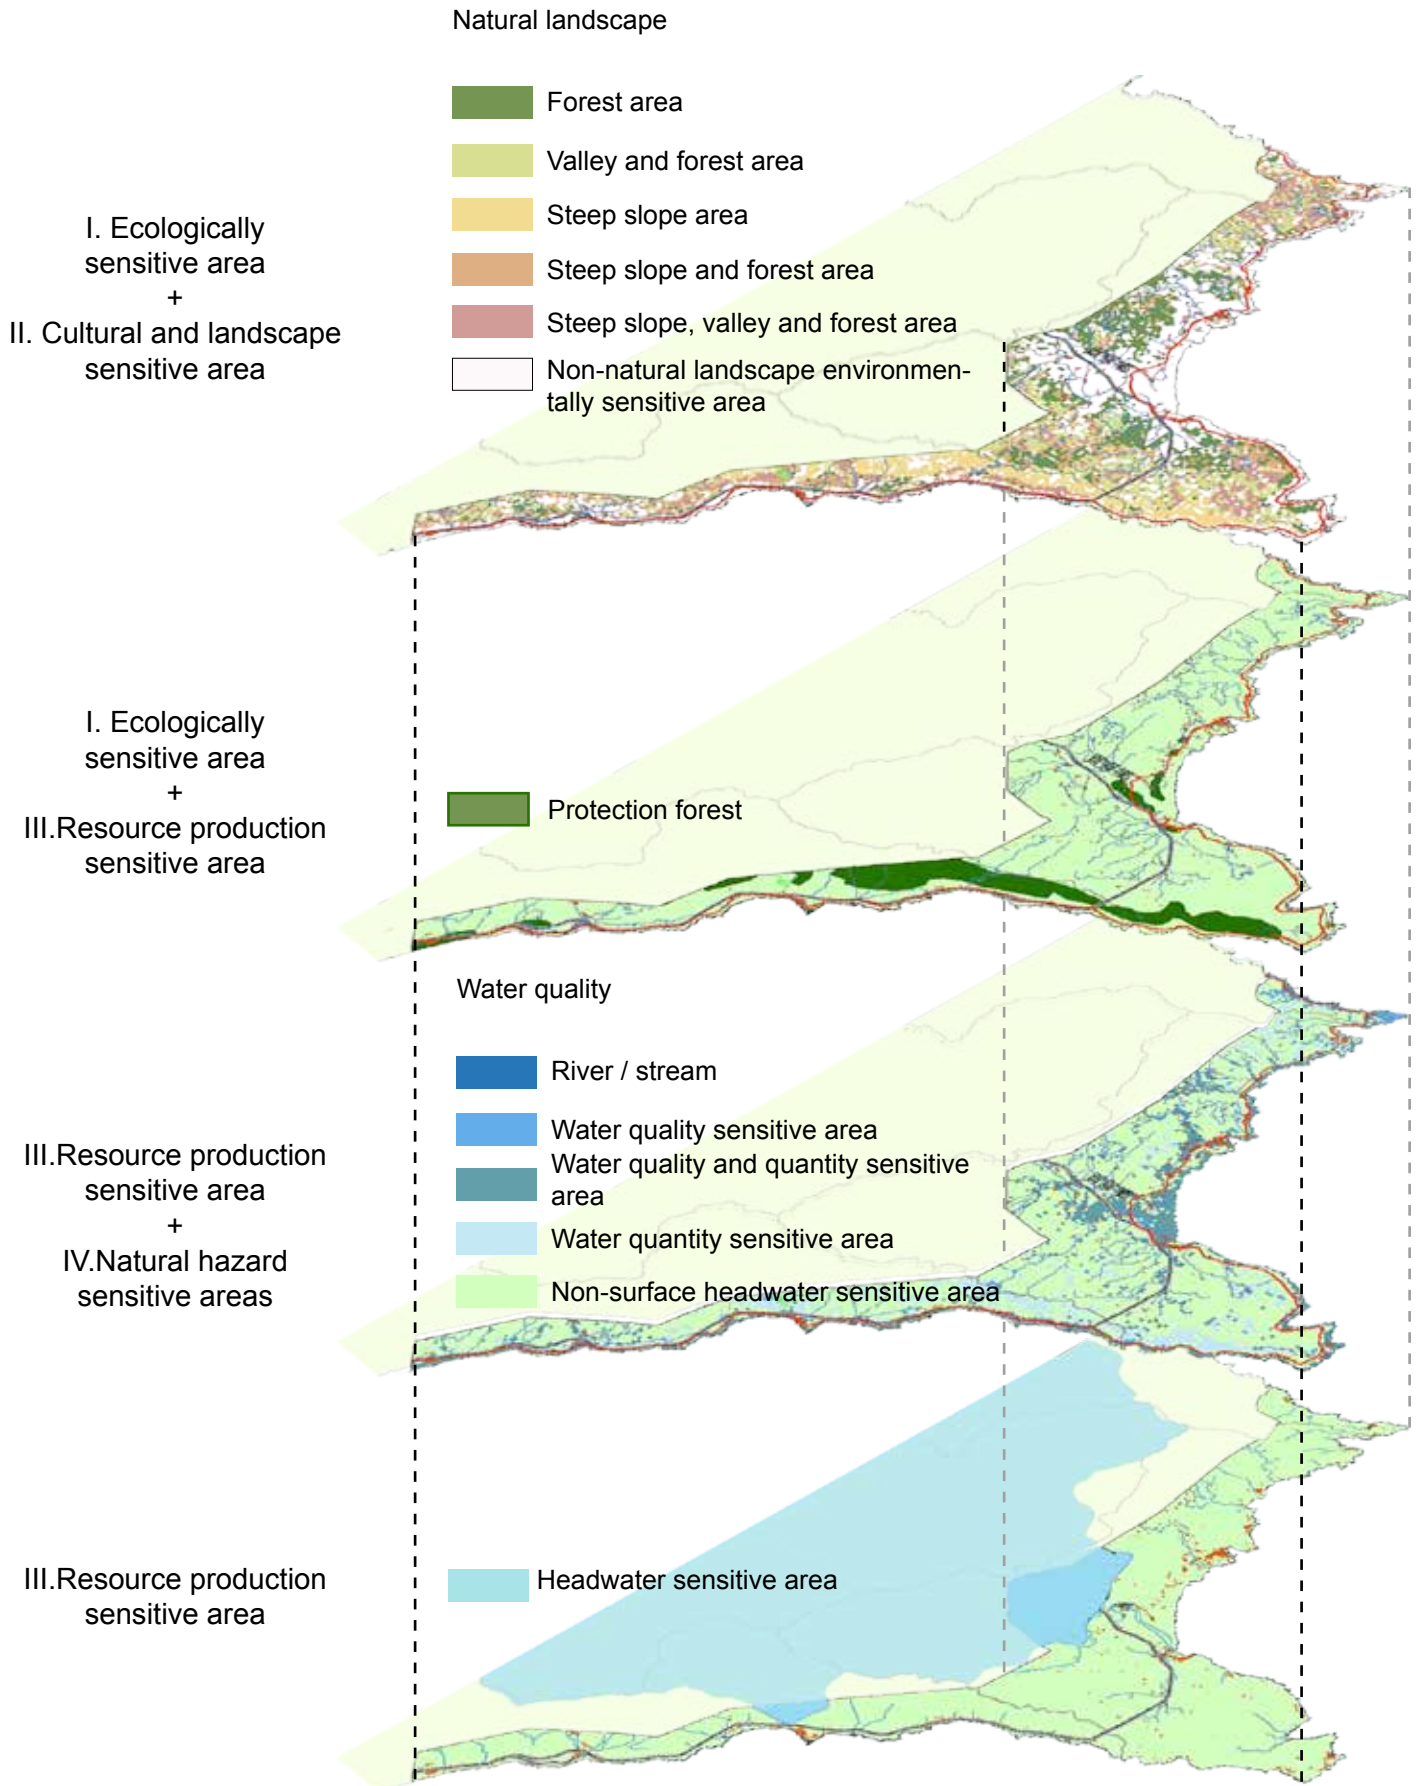 Natural landscape
Forest area
Valley and forest area
Steep slope area
Steep slope and forest area
Steep slope, valley and forest area
Non-natural landscape environmen-
tally sensitive area
I. Ecologically
sensitive area
+
II. Cultural and landscape
sensitive area
I. Ecologically
sensitive area
+
III.Resource production
sensitive area
Protection forest
Water quality
River / stream
Water quality sensitive area
Water quality and quantity sensitive
area
Water quantity sensitive area
Non-surface headwater sensitive area
III.Resource production
sensitive area
+
IV.Natural hazard
sensitive areas
III.Resource production
sensitive area
Headwater sensitive area